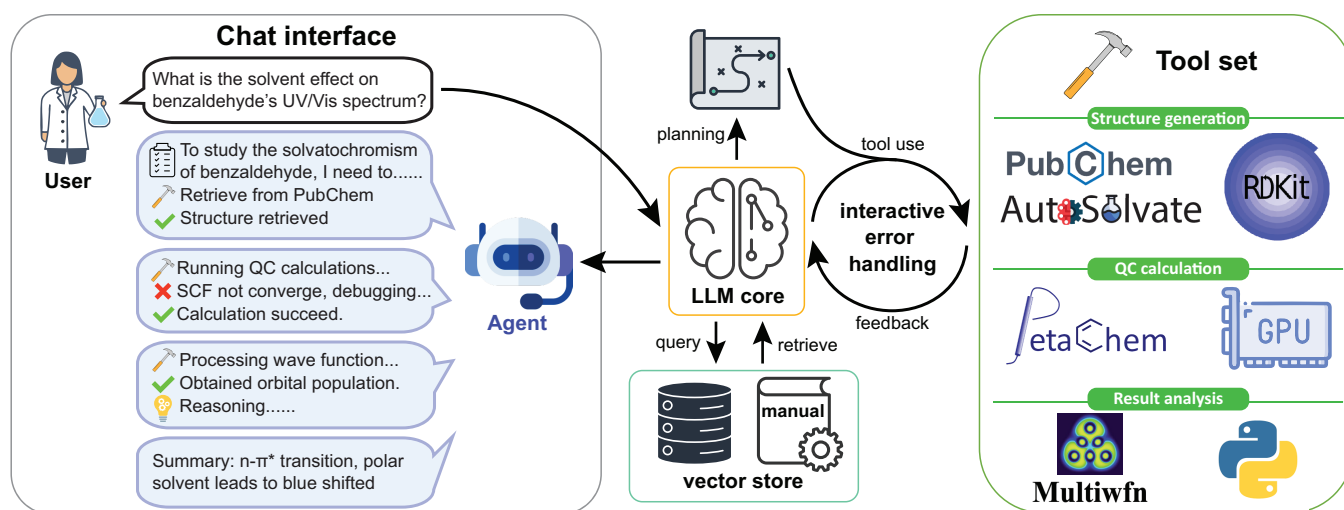 Chat interface
What is the solvent effect on
benzaldehyde's UV/Vis spectrum?
User
To study the solvatochromism
of benzaldehyde, I need to......
Retrieve from PubChem
Structure retrieved
Running QC calculations...
SCF not converge, debugging...
Calculation succeed.
Agent
Processing wave function...
Obtained orbital population.
Reasoning......
Summary: n-π* transition, polar
solvent leads to blue shifted
planning
tool use
LLM core
interactive
error
handling
feedback
query
retrieve
manual
vector store
Tool set
Structure generation
PubChem
AutoSolvate
RDKit
QC calculation
PetaChem
GPU
Result analysis
Multiwfn